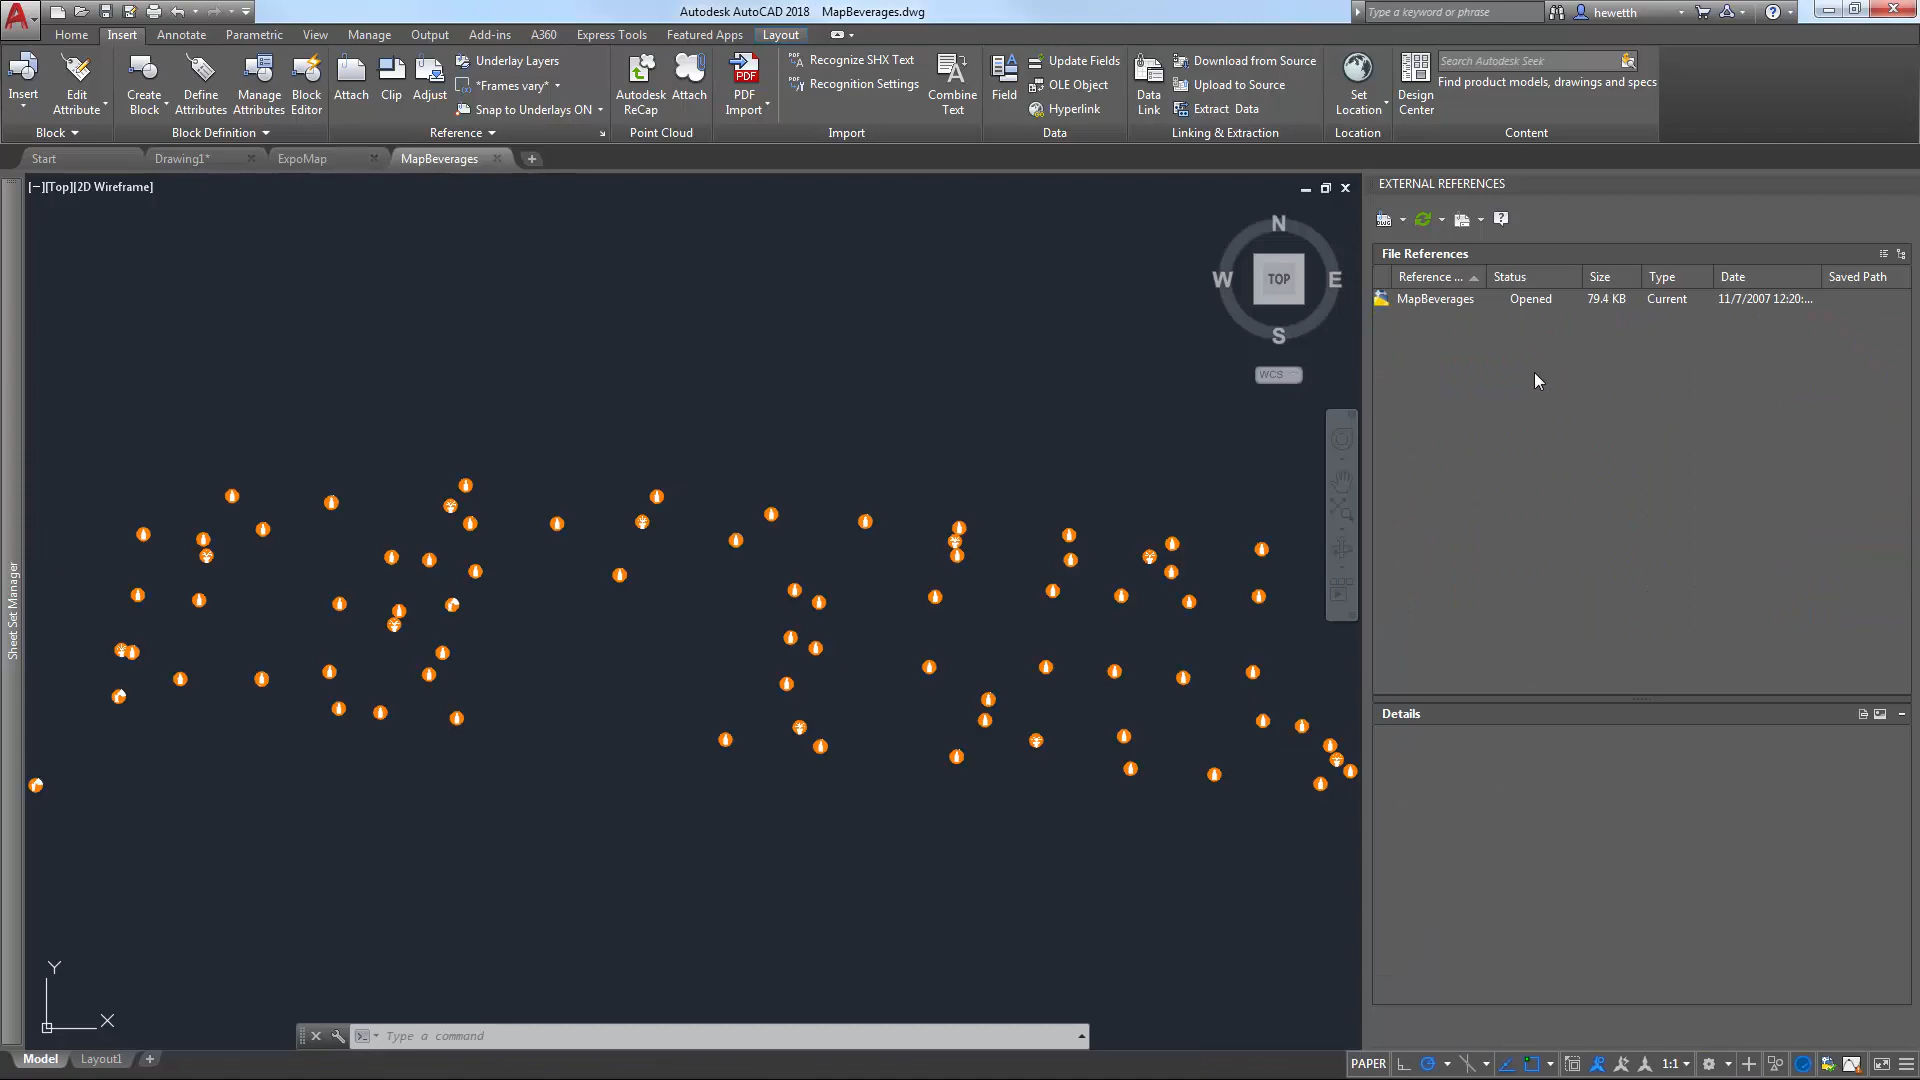 Autodesk AutoCAD 2018 MapBeverages.dwg
Type a keyword or phrase
hewetth
Home Insert Annotate Parametric View Manage Output Add-ins A360 Express Tools Featured Apps Layout
Insert
Edit
Attribute
Create
Block
Define
Attributes
Manage
Attributes
Block
Editor
Attach
Clip
Adjust
Underlay Layers
*Frames vary*
Snap to Underlays ON
Autodesk
ReCap
Attach
PDF
PDF
Import
Recognize SHX Text
Recognition Settings
Combine
Text
Field
Update Fields
OLE Object
Hyperlink
Data
Link
Download from Source
Upload to Source
Extract Data
Set
Location
Design
Center
Search Autodesk Seek
Find product models, drawings and specs
Block
Block Definition
Reference
Point Cloud
Import
Data
Linking & Extraction
Location
Content
Start
Drawing1*
ExpoMap
MapBeverages
[−][Top][2D Wireframe]
N
W
TOP
E
S
WCS
Sheet Set Manager
EXTERNAL REFERENCES
DWG
File References
Reference ... Status Size Type Date Saved Path
MapBeverages Opened 79.4 KB Current 11/7/2007 12:20:...
Details
Y
X
Type a command
Model Layout1
PAPER
1:1